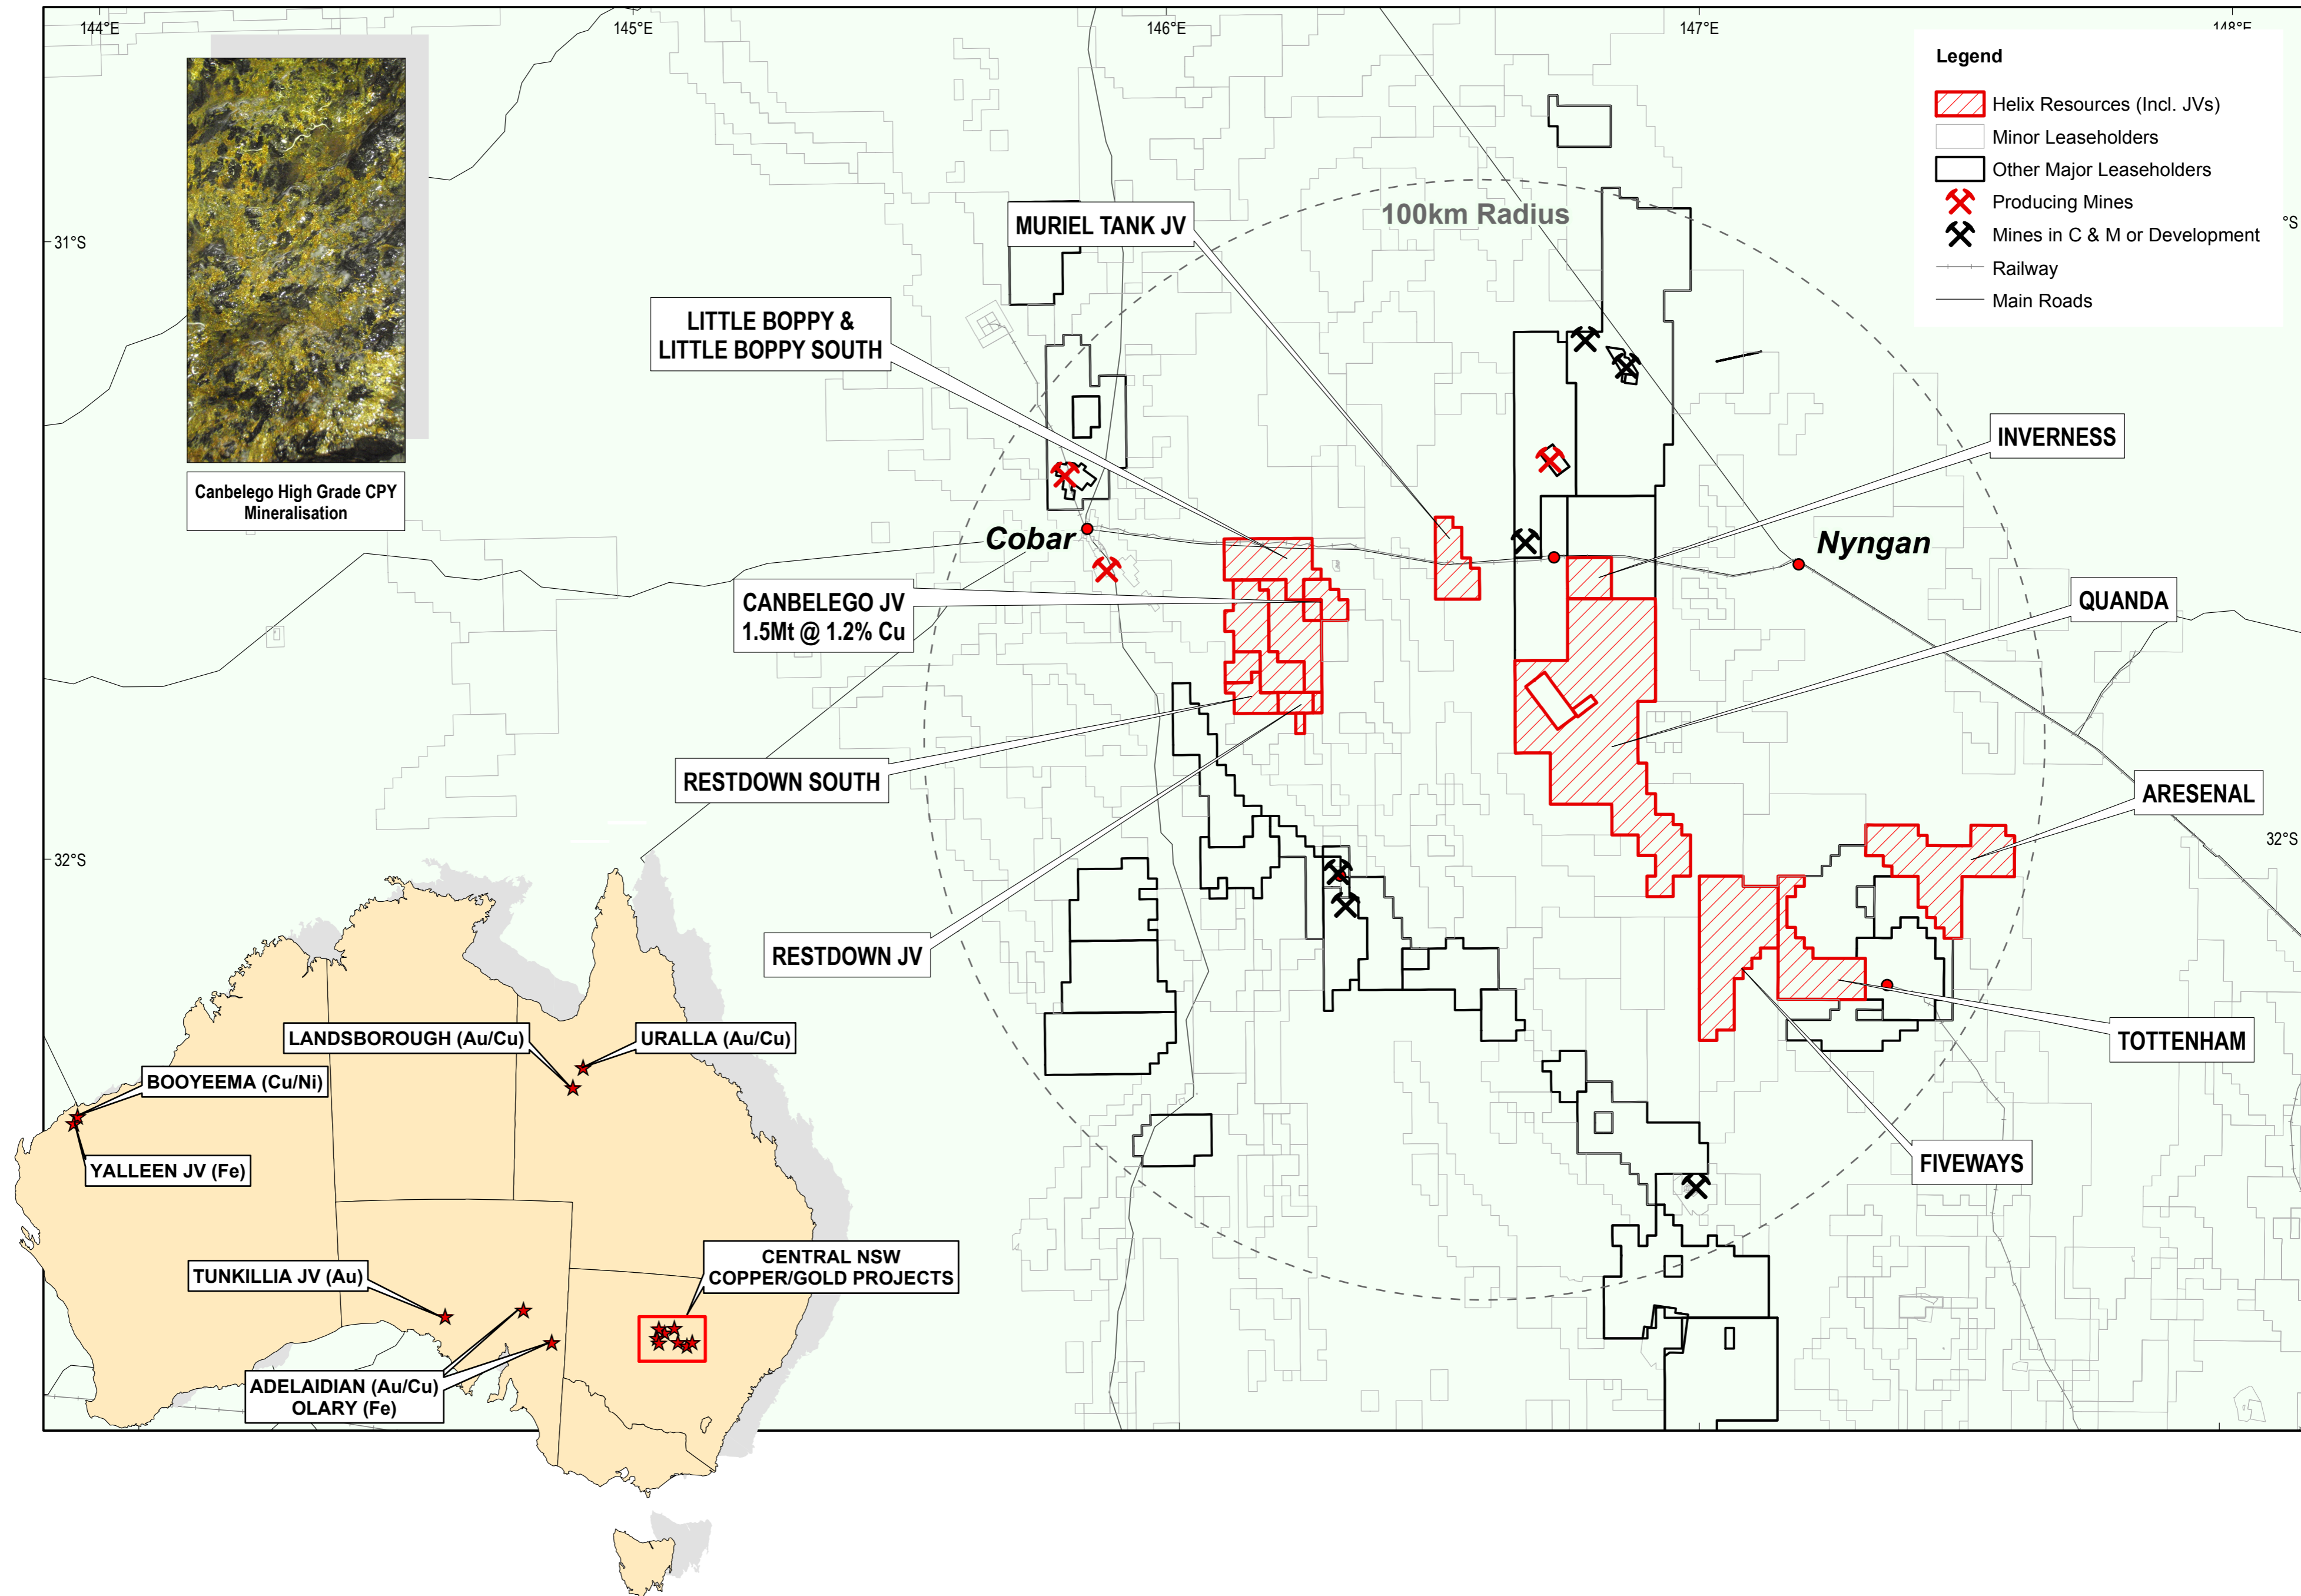 144°E
145°E
146°E
147°E
148°E
Legend
Helix Resources (Incl. JVs)
Minor Leaseholders
Other Major Leaseholders
Producing Mines
Mines in C & M or Development
Railway
Main Roads
31°S
°S
100km Radius
MURIEL TANK JV
LITTLE BOPPY &
LITTLE BOPPY SOUTH
INVERNESS
Canbelego High Grade CPY
Mineralisation
Cobar
Nyngan
CANBELEGO JV
1.5Mt @ 1.2% Cu
QUANDA
RESTDOWN SOUTH
ARESENAL
32°S
32°S
RESTDOWN JV
TOTTENHAM
FIVEWAYS
LANDSBOROUGH (Au/Cu)
URALLA (Au/Cu)
BOOYEEMA (Cu/Ni)
YALLEEN JV (Fe)
CENTRAL NSW
COPPER/GOLD PROJECTS
TUNKILLIA JV (Au)
ADELAIDIAN (Au/Cu)
OLARY (Fe)